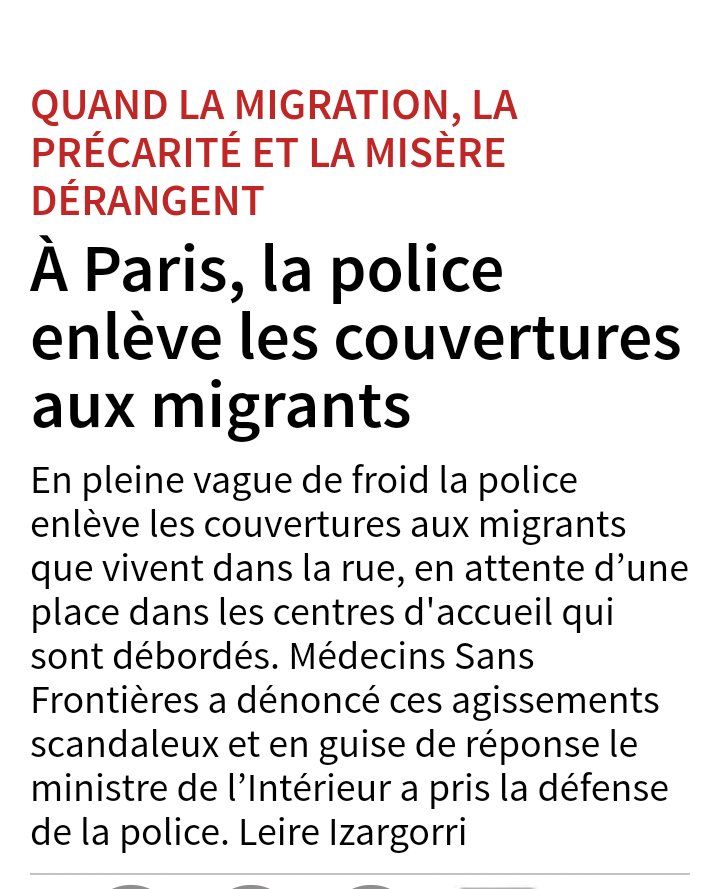 QUAND LA MIGRATION, LA
PRÉCARITÉ ET LA MISÈRE
DÉRANGENT
À Paris, la police
enlève les couvertures
aux migrants
En pleine vague de froid la police
enlève les couvertures aux migrants
que vivent dans la rue, en attente d’une
place dans les centres d'accueil qui
sont débordés. Médecins Sans
Frontières a dénoncé ces agissements
scandaleux et en guise de réponse le
ministre de l’Intérieur a pris la défense
de la police. Leire Izargorri